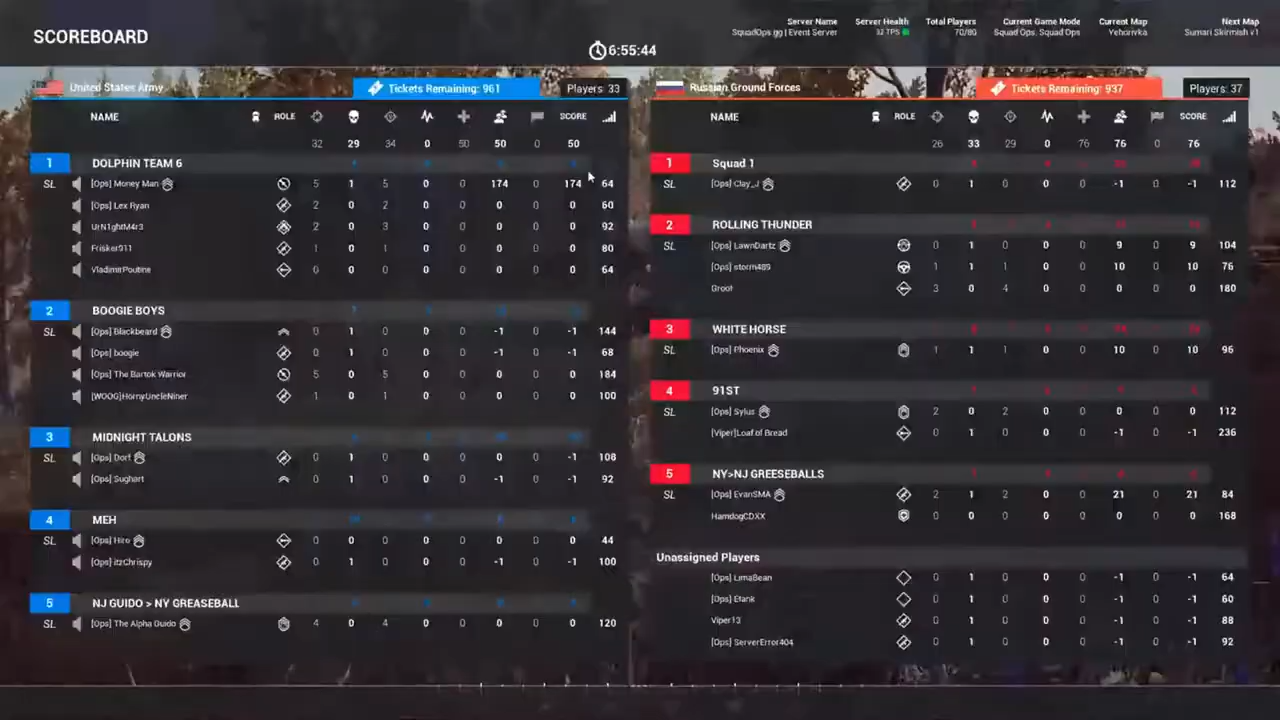 SCOREBOARD
Server Name Server Health Total Players Current Game Mode Current Map Next Map
SquadOps.gg | Event Server 32 TPS 70/80 Squad Ops, Squad Ops Yehorivka Sumari Skirmish v1
6:55:44
United States Army Tickets Remaining: 961 Players: 33
NAME ROLE SCORE
32 29 34 0 50 50 50
1 DOLPHIN TEAM 6
SL [Ops] Money Man 5 1 5 0 0 174 0 174 64
[Ops] Lex Ryan 2 0 2 0 0 0 0 0 60
UrN1ghtM4r3 2 0 3 0 0 0 0 0 92
Frisker911 1 0 1 0 0 0 0 0 80
VladimirPoutine 0 0 0 0 0 0 0 0 64
2 BOOGIE BOYS
SL [Ops] Blackbeard 0 1 0 0 0 -1 0 -1 144
[Ops] boogie 0 1 0 0 0 -1 0 -1 68
[Ops] The Bartok Warrior 5 0 5 0 0 0 0 0 184
[WOOG]HornyUncleNiner 1 0 1 0 0 0 0 0 100
3 MIDNIGHT TALONS
SL [Ops] Dorf 0 1 0 0 0 0 0 -1 108
[Ops] Sughart 0 1 0 0 0 -1 0 -1 92
4 MEH
SL [Ops] Hiro 0 0 0 0 0 0 0 0 44
[Ops] itzChrispy 0 1 0 0 0 -1 0 -1 100
5 NJ GUIDO > NY GREASEBALL
SL [Ops] The Alpha Guido 4 0 4 0 0 0 0 0 120
Russian Ground Forces Tickets Remaining: 937 Players: 37
NAME ROLE SCORE
26 33 29 0 76 76 76
1 Squad 1
SL [Ops] Clay_J 0 1 0 0 0 -1 0 -1 112
2 ROLLING THUNDER
SL [Ops] LawnDartz 0 1 0 0 0 9 0 9 104
[Ops] storm489 1 1 1 0 0 10 0 10 76
Groot 3 0 4 0 0 0 0 0 180
3 WHITE HORSE
SL [Ops] Phoenix 1 1 1 0 0 10 0 10 96
4 91ST
SL [Ops] Sylus 2 0 2 0 0 0 0 0 112
[Viper]Loaf of Bread 0 1 0 0 0 -1 0 -1 236
5 NY>NJ GREESEBALLS
SL [Ops] EvanSMA 2 1 2 0 0 21 0 21 84
HamdogCDXX 0 0 0 0 0 0 0 0 168
Unassigned Players
[Ops] LimaBean 0 1 0 0 0 -1 0 -1 64
[Ops] Etank 0 1 0 0 0 -1 0 -1 60
Viper13 0 1 0 0 0 -1 0 -1 88
[Ops] ServerError404 0 1 0 0 0 -1 0 -1 92